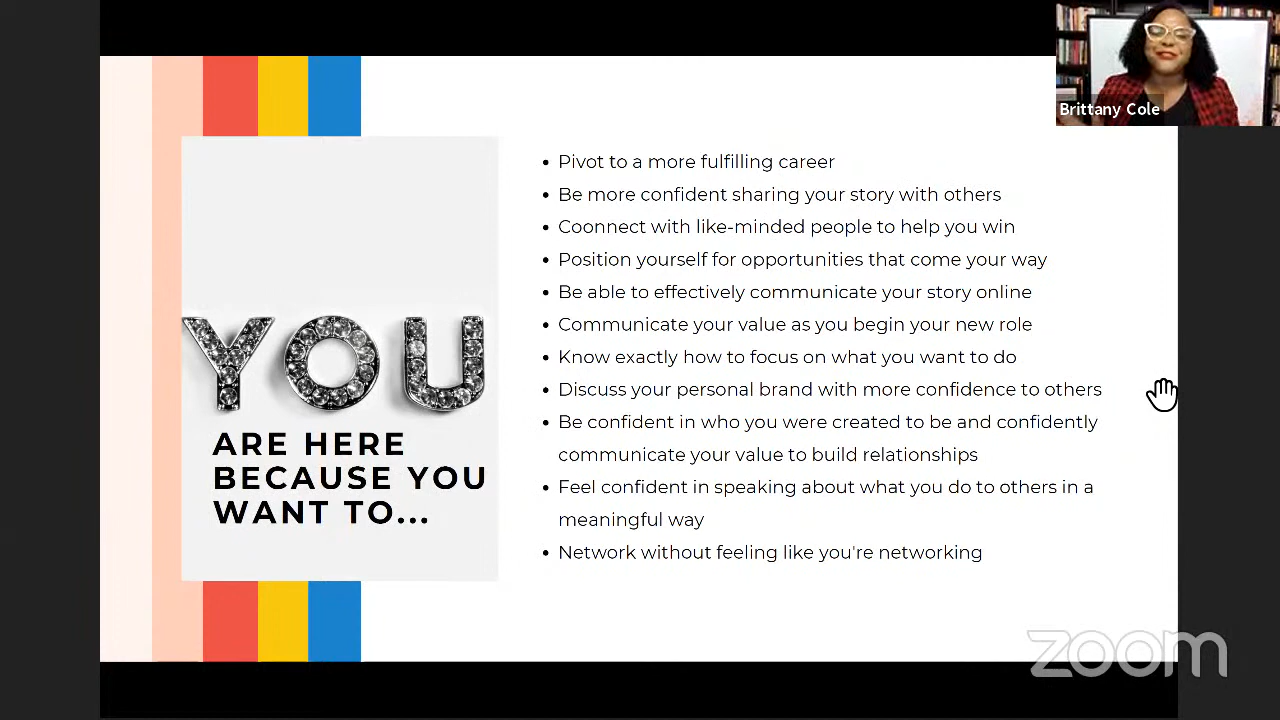 Brittany Cole
YOU
ARE HERE
BECAUSE YOU
WANT TO...
• Pivot to a more fulfilling career
• Be more confident sharing your story with others
• Coonnect with like-minded people to help you win
• Position yourself for opportunities that come your way
• Be able to effectively communicate your story online
• Communicate your value as you begin your new role
• Know exactly how to focus on what you want to do
• Discuss your personal brand with more confidence to others
• Be confident in who you were created to be and confidently
communicate your value to build relationships
• Feel confident in speaking about what you do to others in a
meaningful way
• Network without feeling like you're networking
zoom